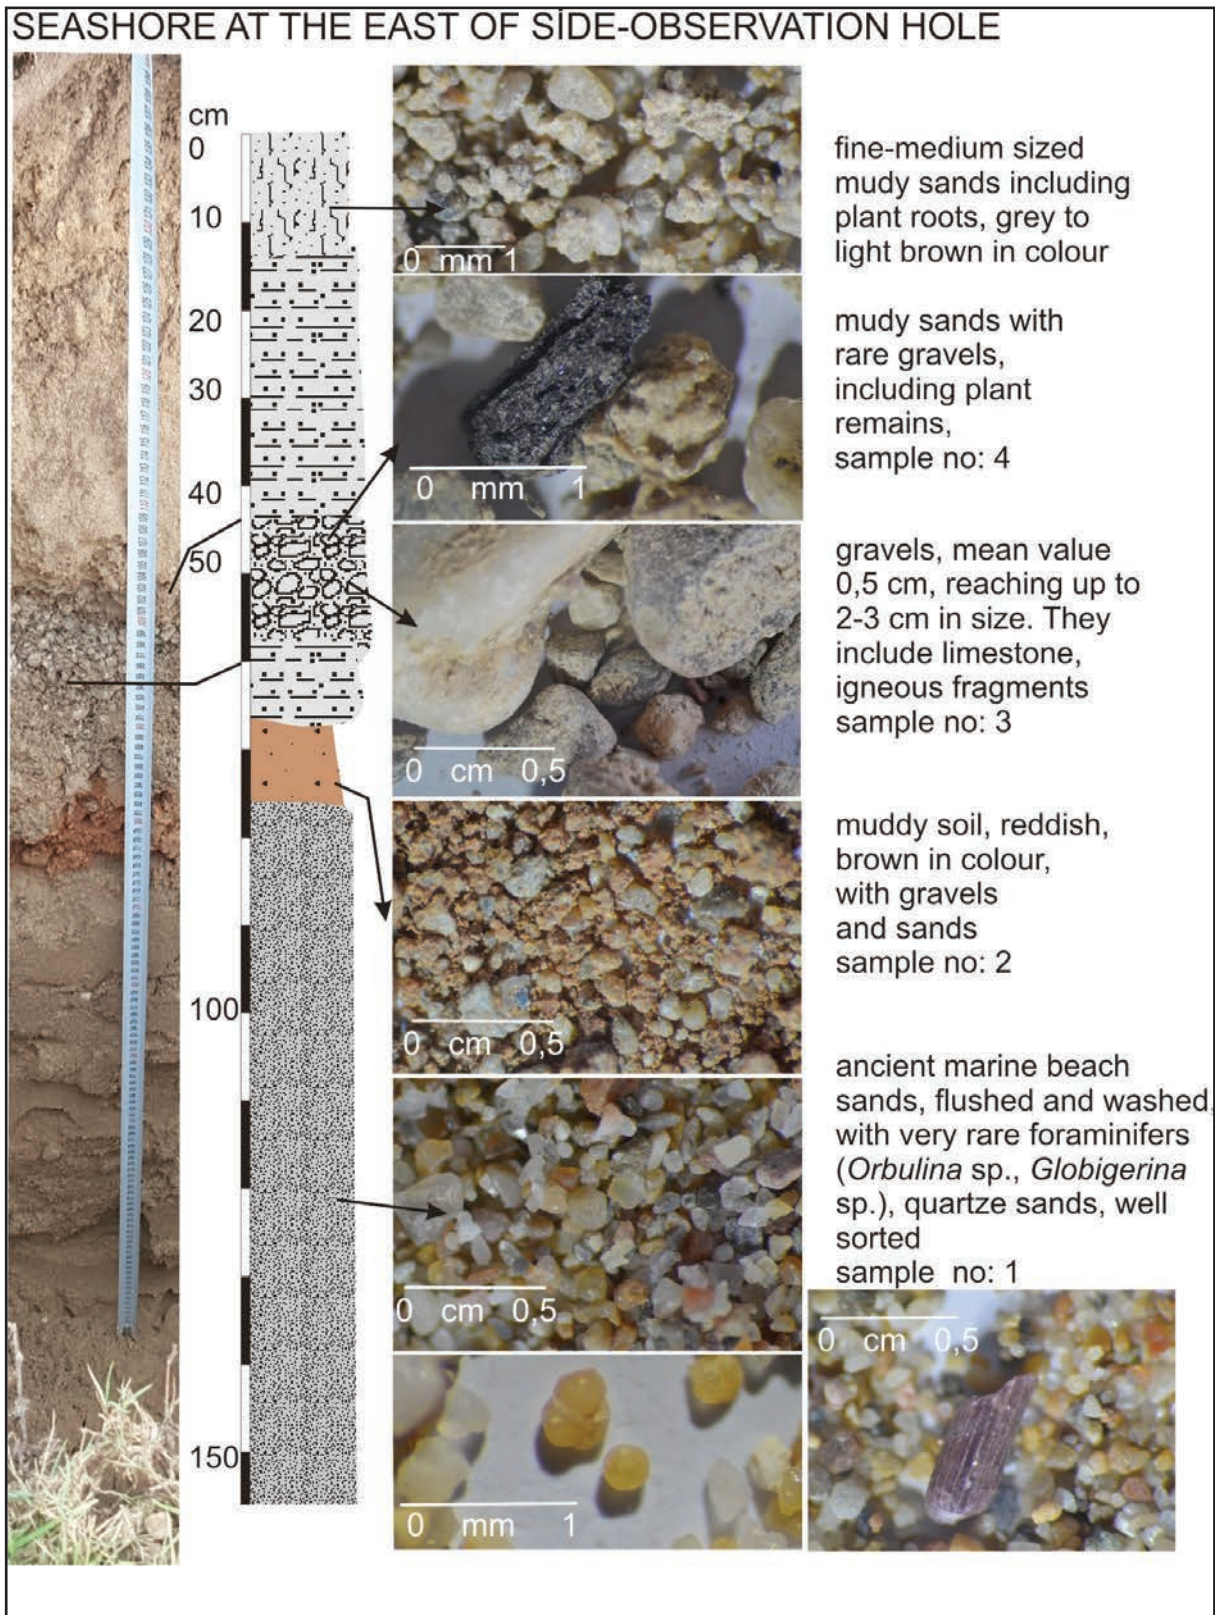 SEASHORE AT THE EAST OF SİDE-OBSERVATION HOLE
cm
0
10
20
30
40
50
100
150
0 mm 1
0 mm 1
0 cm 0,5
0 cm 0,5
0 cm 0,5
0 mm 1
fine-medium sized
mudy sands including
plant roots, grey to
light brown in colour
mudy sands with
rare gravels,
including plant
remains,
sample no: 4
gravels, mean value
0,5 cm, reaching up to
2-3 cm in size. They
include limestone,
igneous fragments
sample no: 3
muddy soil, reddish,
brown in colour,
with gravels
and sands
sample no: 2
ancient marine beach
sands, flushed and washed,
with very rare foraminifers
(Orbulina sp., Globigerina
sp.), quartze sands, well
sorted
sample no: 1
0 cm 0,5